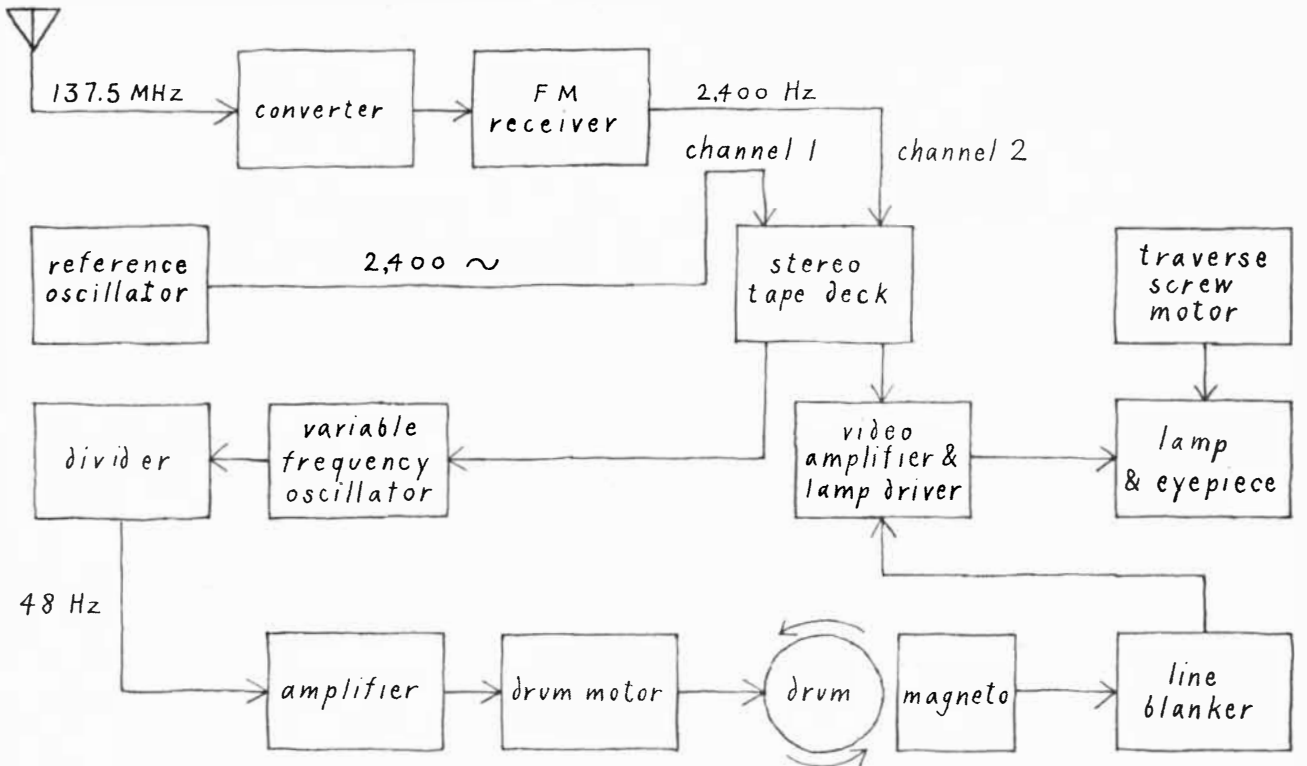 137.5 MHz
converter
FM
receiver
2,400 Hz
channel 1
channel 2
reference
oscillator
2,400 ~
stereo
tape deck
traverse
screw
motor
divider
variable
frequency
oscillator
video
amplifier &
lamp driver
lamp
& eyepiece
48 Hz
amplifier
drum motor
drum
magneto
line
blanker